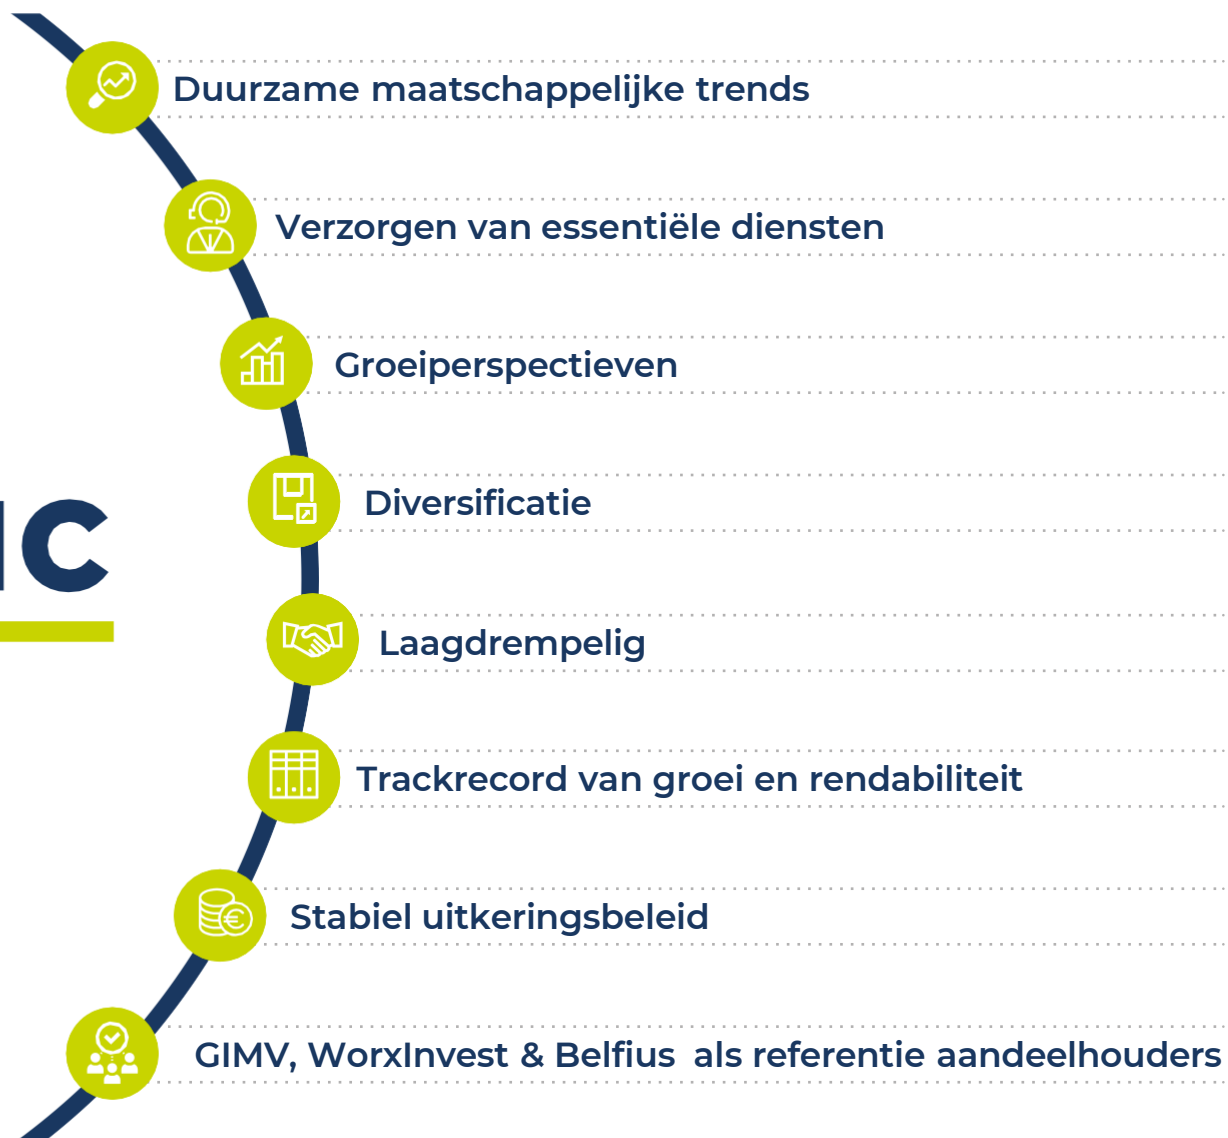 Duurzame maatschappelijke trends
Verzorgen van essentiële diensten
Groeiperspectieven
Diversificatie
Laagdrempelig
Trackrecord van groei en rendabiliteit
Stabiel uitkeringsbeleid
GIMV, WorxInvest & Belfius als referentie aandeelhouders